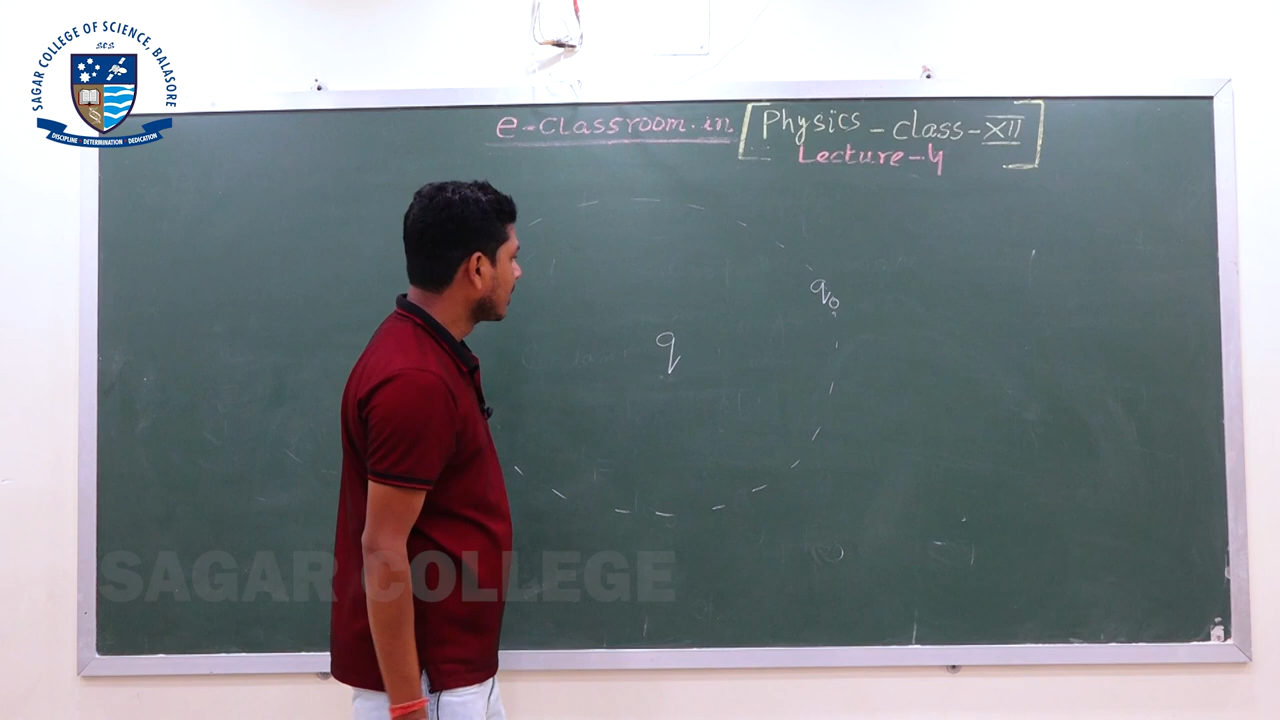 SAGAR COLLEGE OF SCIENCE, BALASORE
SCS
DISCIPLINE · DETERMINATION · DEDICATION
e-classroom.in
Physics - class - XII
Lecture - 4
q₀
q
SAGAR COLLEGE